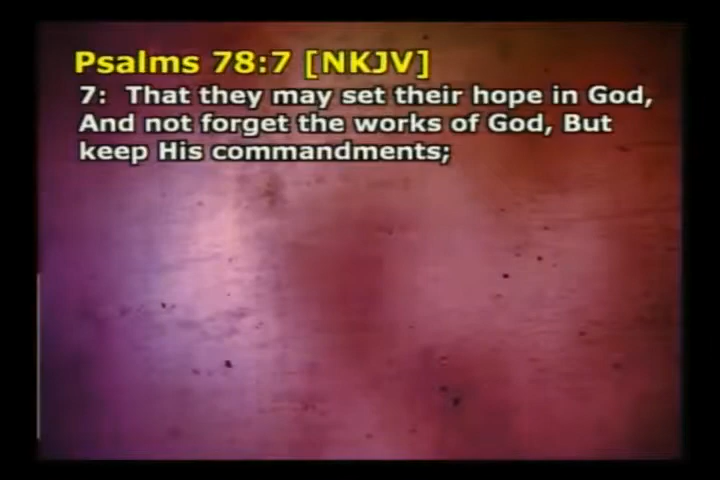 Psalms 78:7 [NKJV]
7: That they may set their hope in God,
And not forget the works of God, But
keep His commandments;